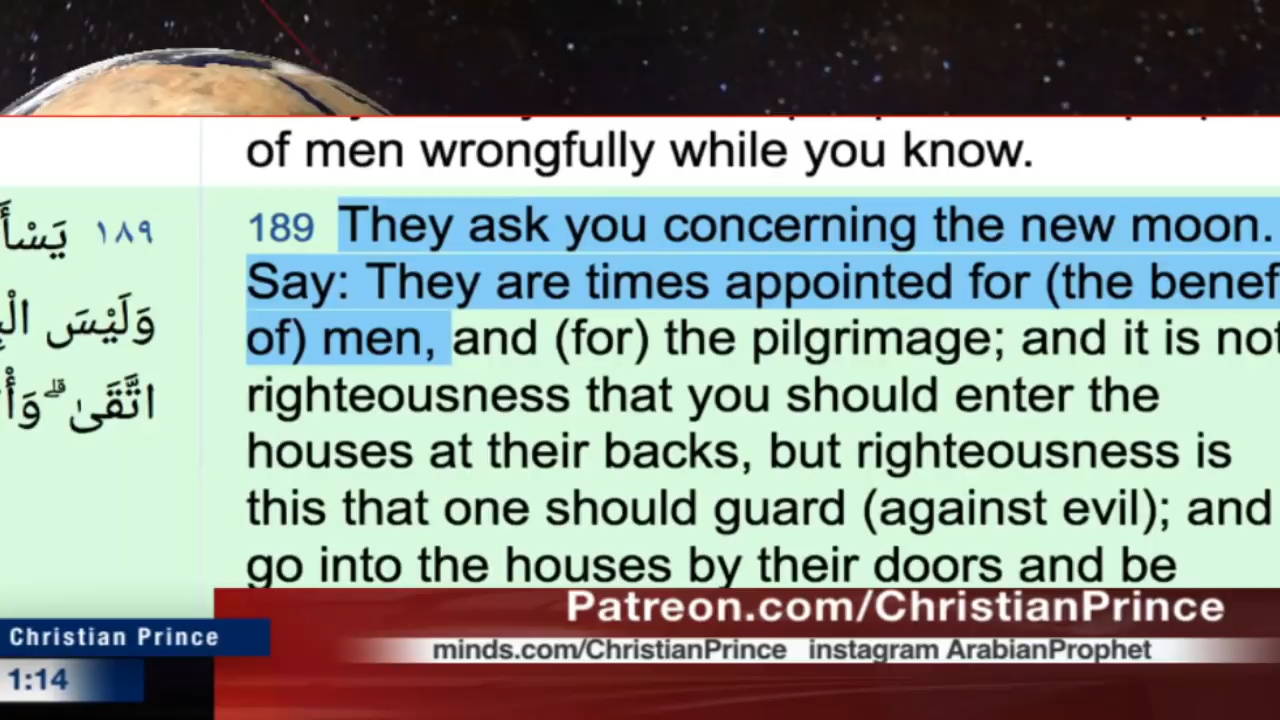 of men wrongfully while you know.
١٨٩
189 They ask you concerning the new moon.
Say: They are times appointed for (the benef
of) men, and (for) the pilgrimage; and it is not
وَلَيْسَ
righteousness that you should enter the
اتَّقَىٰ ۗ
houses at their backs, but righteousness is
this that one should guard (against evil); and
go into the houses by their doors and be
Patreon.com/ChristianPrince
Christian Prince
minds.com/ChristianPrince instagram ArabianProphet
1:14